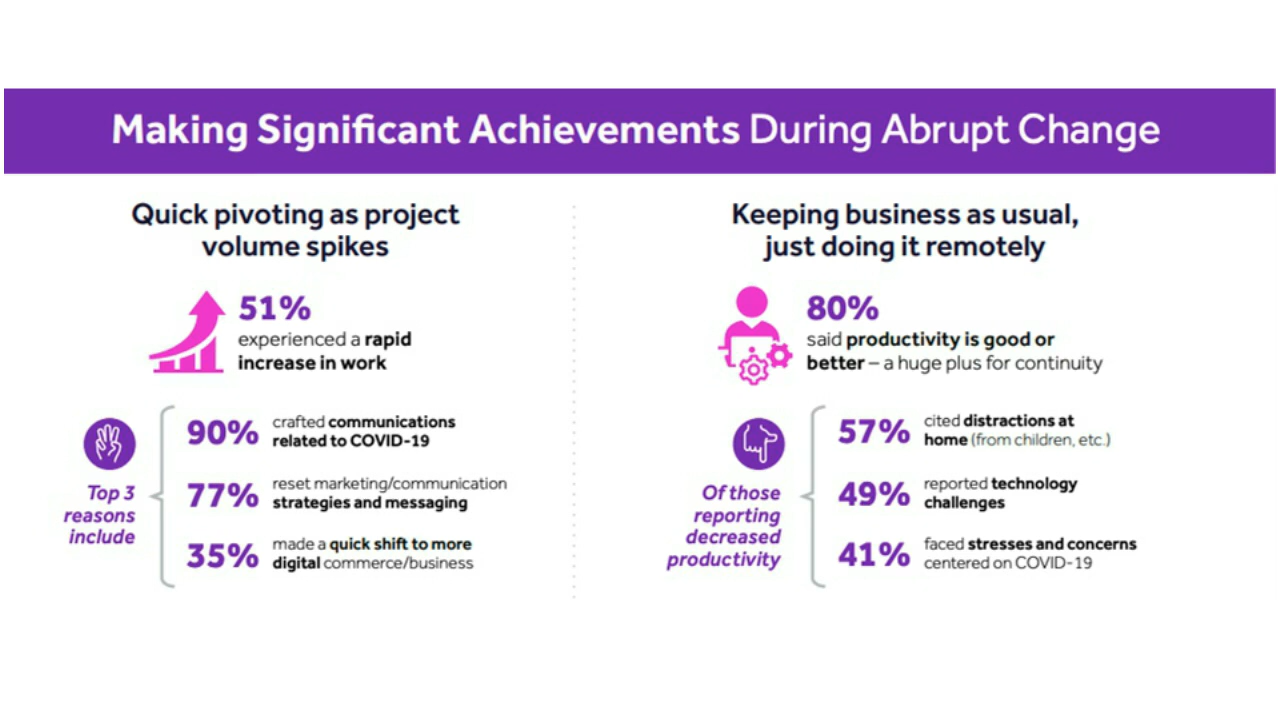 Making Significant Achievements During Abrupt Change
Quick pivoting as project
volume spikes
51%
experienced a rapid
increase in work
Top 3
reasons
include
90%
crafted communications
related to COVID-19
77%
reset marketing/communication
strategies and messaging
35%
made a quick shift to more
digital commerce/business
Keeping business as usual,
just doing it remotely
80%
said productivity is good or
better – a huge plus for continuity
Of those
reporting
decreased
productivity
57%
cited distractions at
home (from children, etc.)
49%
reported technology
challenges
41%
faced stresses and concerns
centered on COVID-19